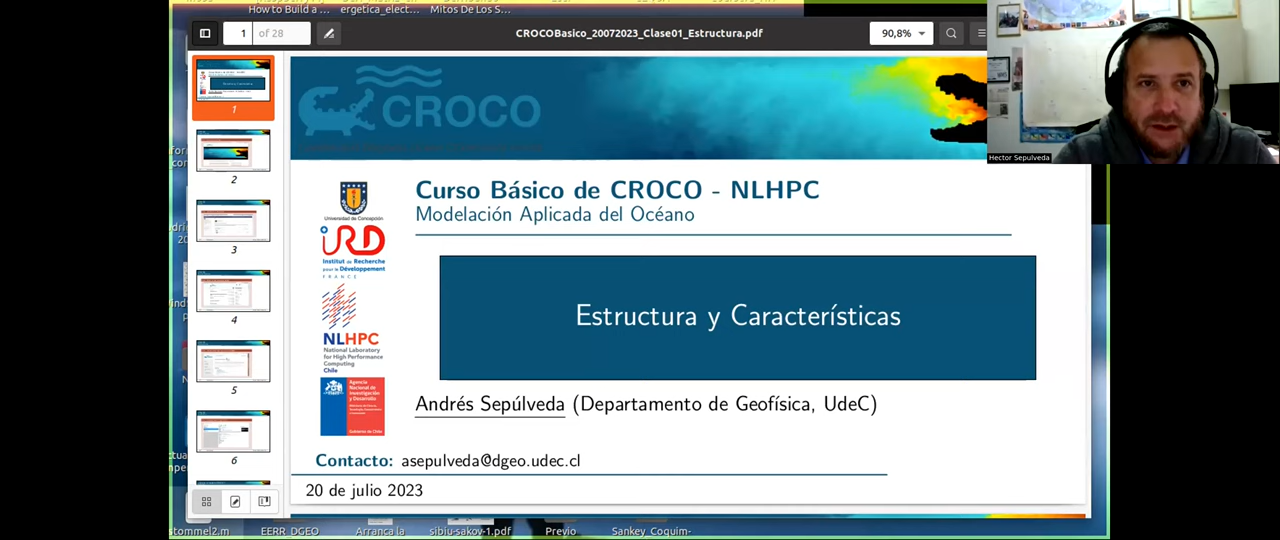 How to Build a ...
ergetica_elect...
Mitos De Los S...
1
of 28
CROCOBasico_20072023_Clase01_Estructura.pdf
90,8%
CROCO
Curso Básico de CROCO - NLHPC
Modelación Aplicada del Océano
Universidad de Concepción
IRD
Institut de Recherche
pour le Développement
FRANCE
NLHPC
National Laboratory
for High Performance
Computing
Chile
Agencia
Nacional de
Investigación
y Desarrollo
Gobierno de Chile
Estructura y Características
Andrés Sepúlveda (Departamento de Geofísica, UdeC)
Contacto: asepulveda@dgeo.udec.cl
20 de julio 2023
Hector Sepulveda
1
2
3
4
5
6
stommel2.m
EERR_DGEO
Arranca la
sibiu-sakov-1.pdf
Previo
Sankey_Coquim-